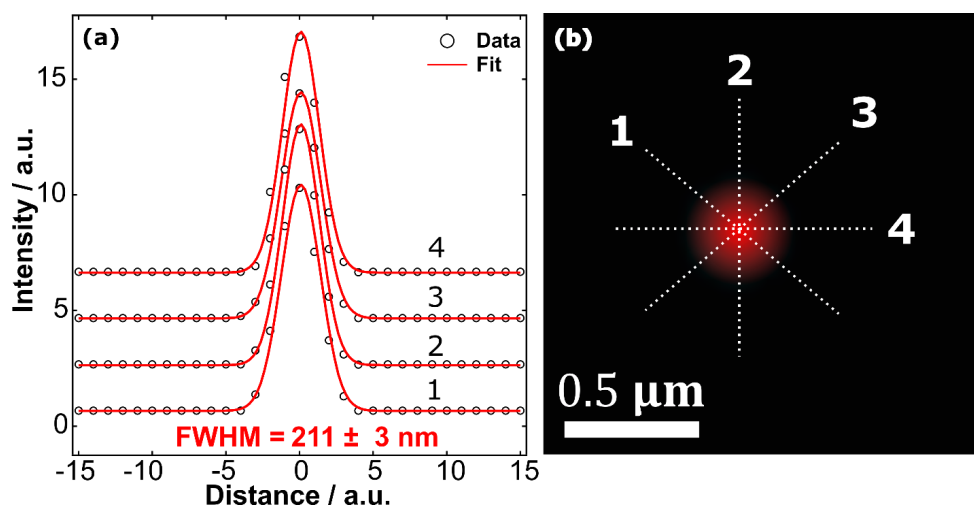 (a)
Data
Fit
15
10
5
0
4
3
2
1
FWHM = 211 ± 3 nm
-15 -10 -5 0 5 10 15
Distance / a.u.
Intensity / a.u.
(b)
2
1
3
4
0.5 µm